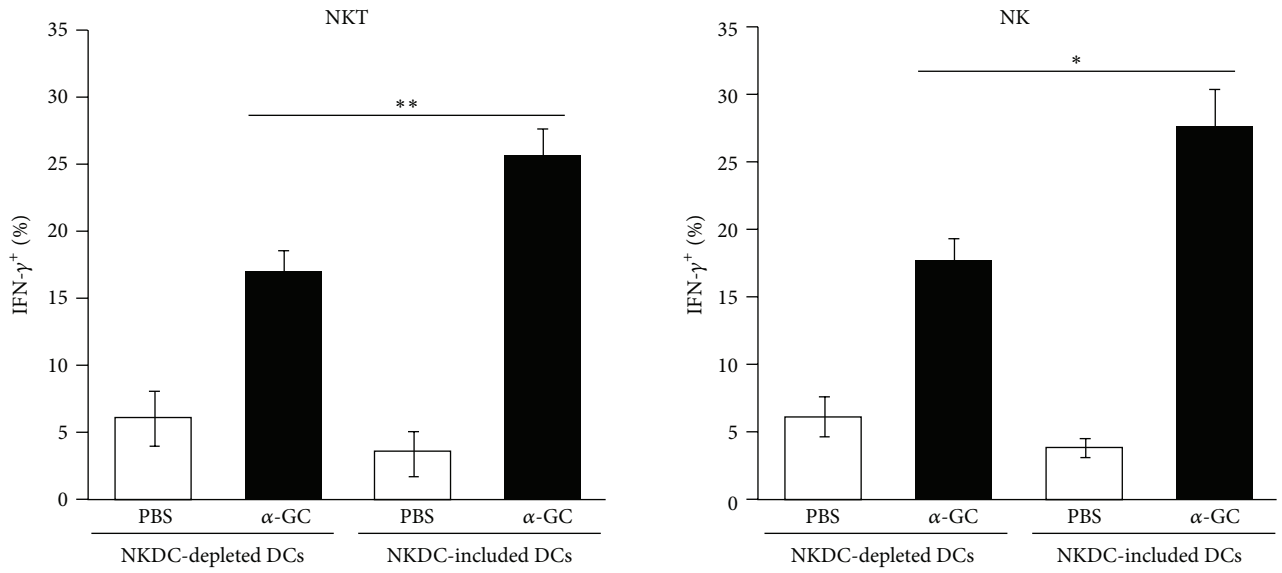 NKT
35
30
25
20
15
10
5
0
IFN-γ⁺ (%)
**
PBS α-GC PBS α-GC
NKDC-depleted DCs NKDC-included DCs
NK
35
30
25
20
15
10
5
0
IFN-γ⁺ (%)
*
PBS α-GC PBS α-GC
NKDC-depleted DCs NKDC-included DCs